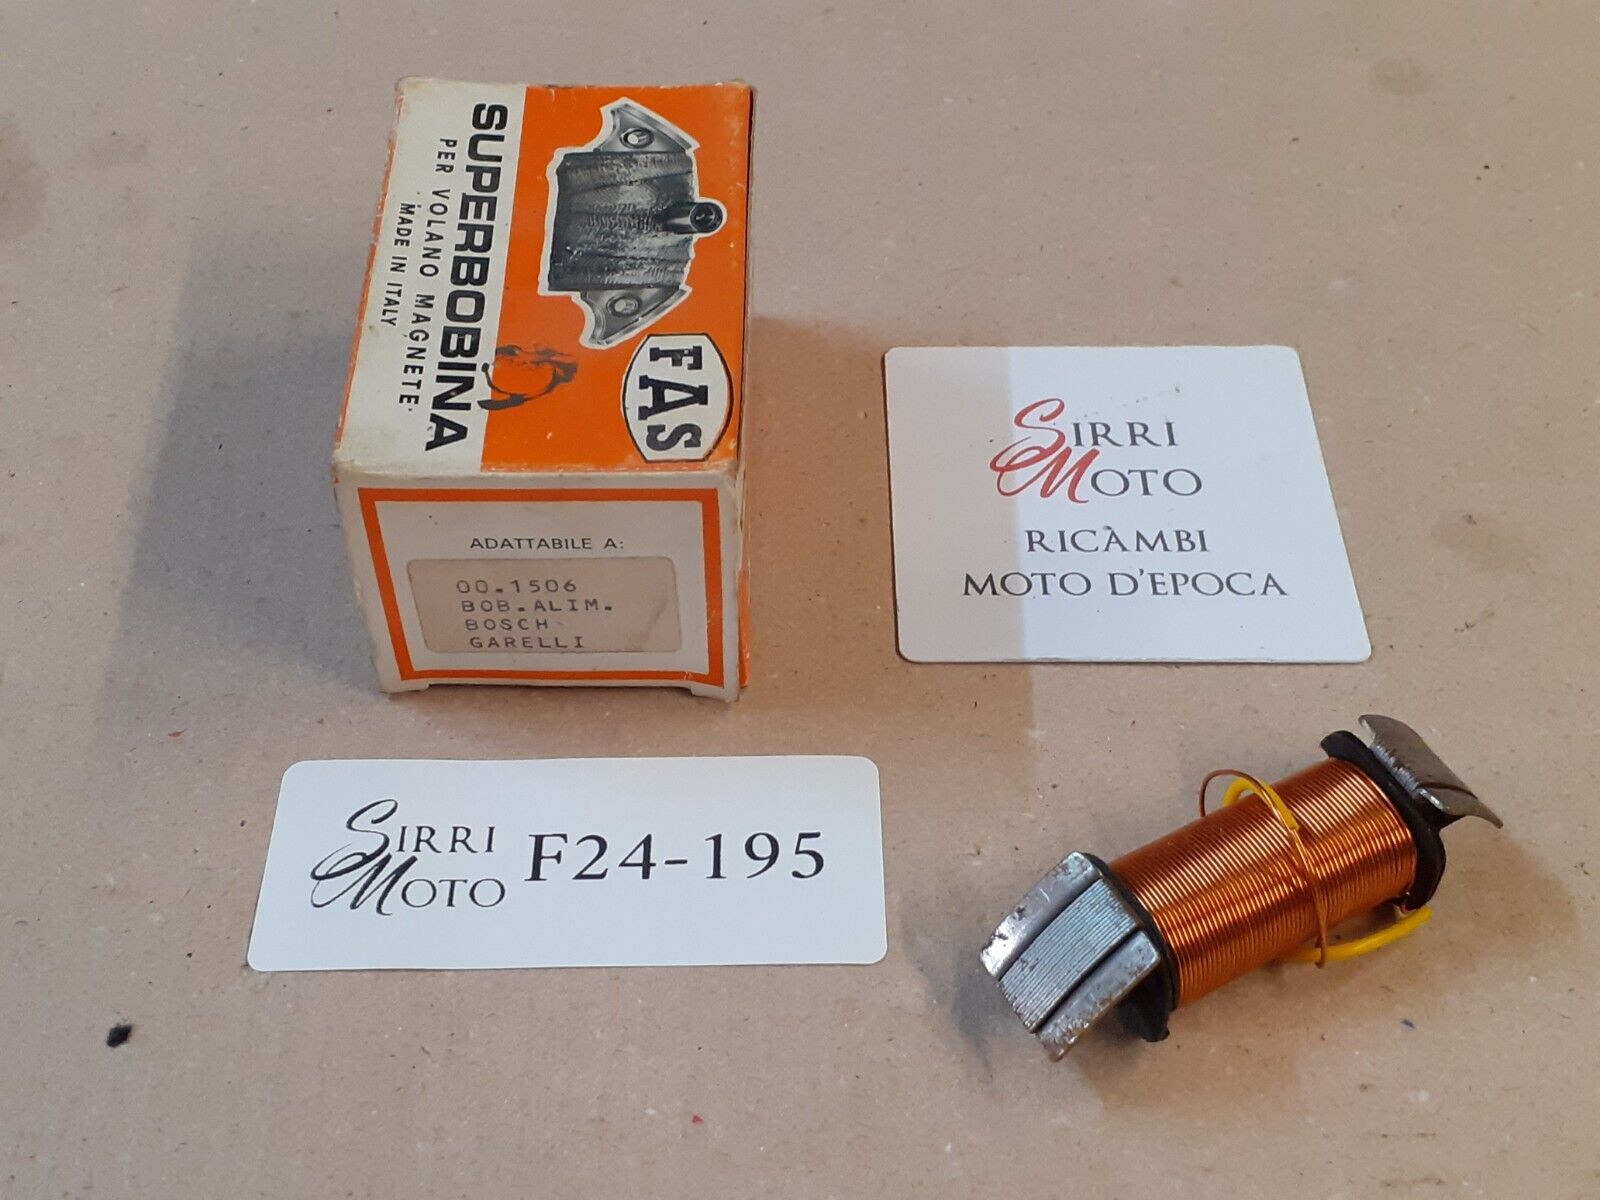 SUPERBOBINA
PER VOLANO MAGNETE
MADE IN ITALY
FAS
ADATTABILE A:
00.1506
BOB.ALIM.
BOSCH
GARELLI
SIRRI
MOTO
RICÀMBI
MOTO D'EPOCA
SIRRI
MOTO
F24-195